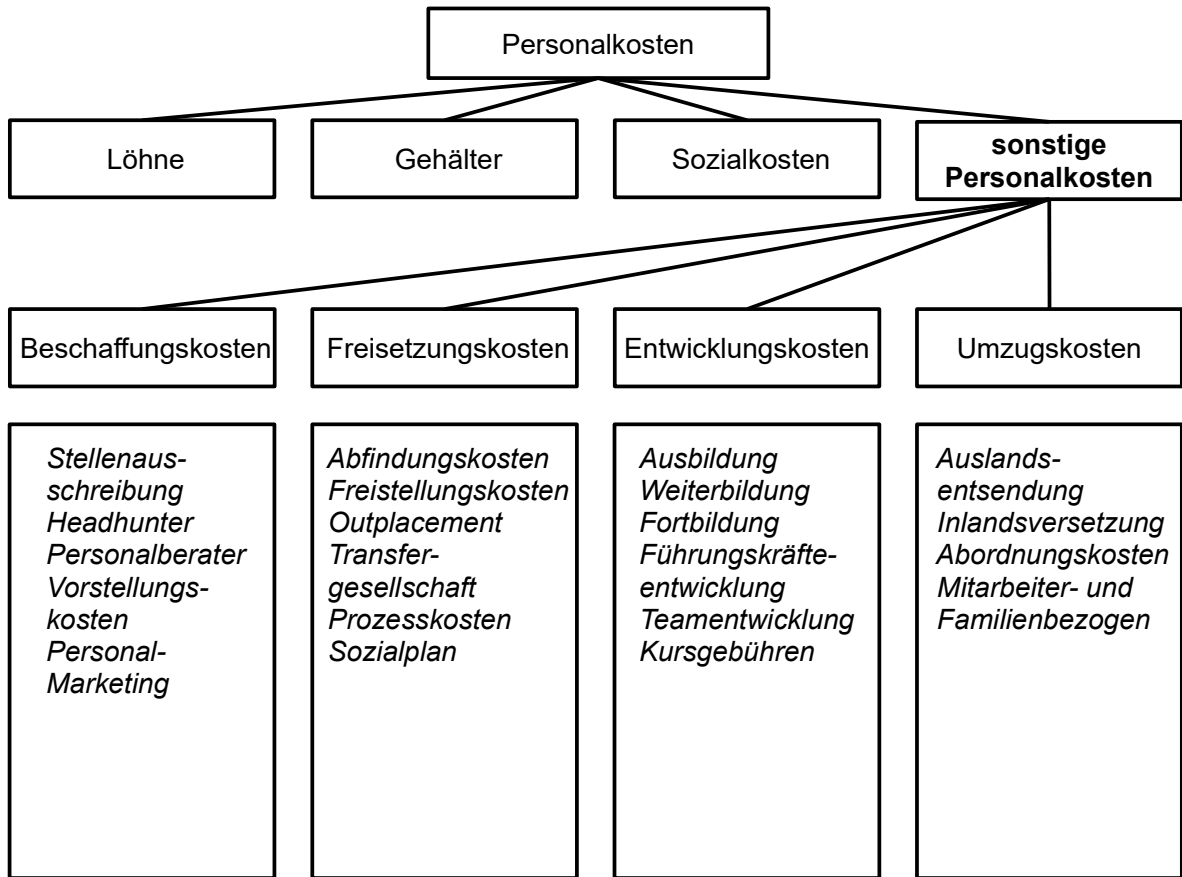 Personalkosten
Löhne
Gehälter
Sozialkosten
sonstige
Personalkosten
Beschaffungskosten
Freisetzungskosten
Entwicklungskosten
Umzugskosten
Stellenaus-
schreibung
Headhunter
Personalberater
Vorstellungs-
kosten
Personal-
Marketing
Abfindungskosten
Freistellungskosten
Outplacement
Transfer-
gesellschaft
Prozesskosten
Sozialplan
Ausbildung
Weiterbildung
Fortbildung
Führungskräfte-
entwicklung
Teamentwicklung
Kursgebühren
Auslands-
entsendung
Inlandsversetzung
Abordnungskosten
Mitarbeiter- und
Familienbezogen